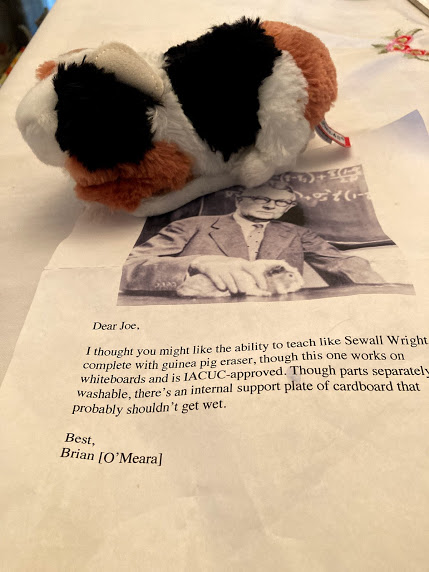 Dear Joe,
I thought you might like the ability to teach like Sewall Wright
complete with guinea pig eraser, though this one works on
whiteboards and is IACUC-approved. Though parts separately
washable, there's an internal support plate of cardboard that
probably shouldn't get wet.
Best,
Brian [O'Meara]